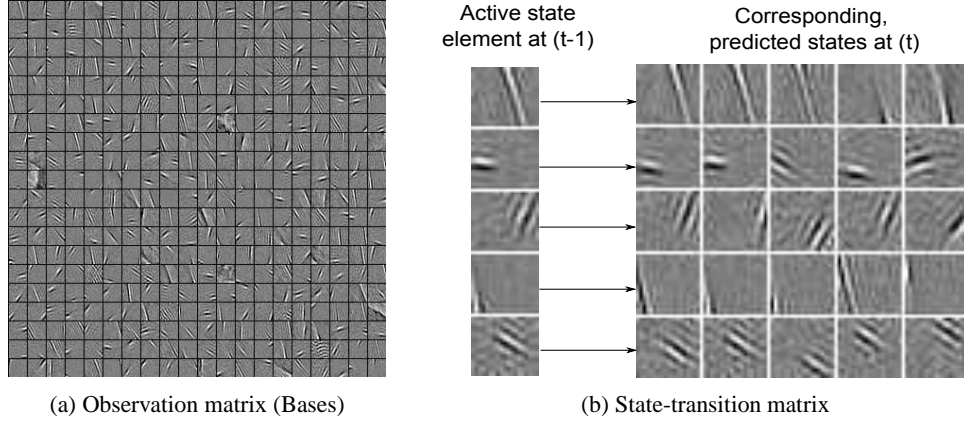 Active state
element at (t-1)
Corresponding,
predicted states at (t)
(a) Observation matrix (Bases)
(b) State-transition matrix